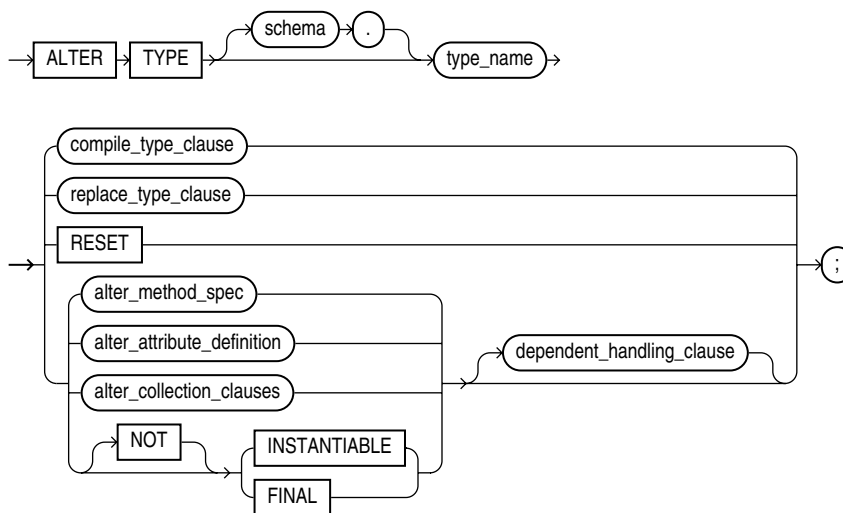 schema .
ALTER TYPE type_name
compile_type_clause
replace_type_clause
RESET
;
alter_method_spec
alter_attribute_definition dependent_handling_clause
alter_collection_clauses
NOT INSTANTIABLE
FINAL